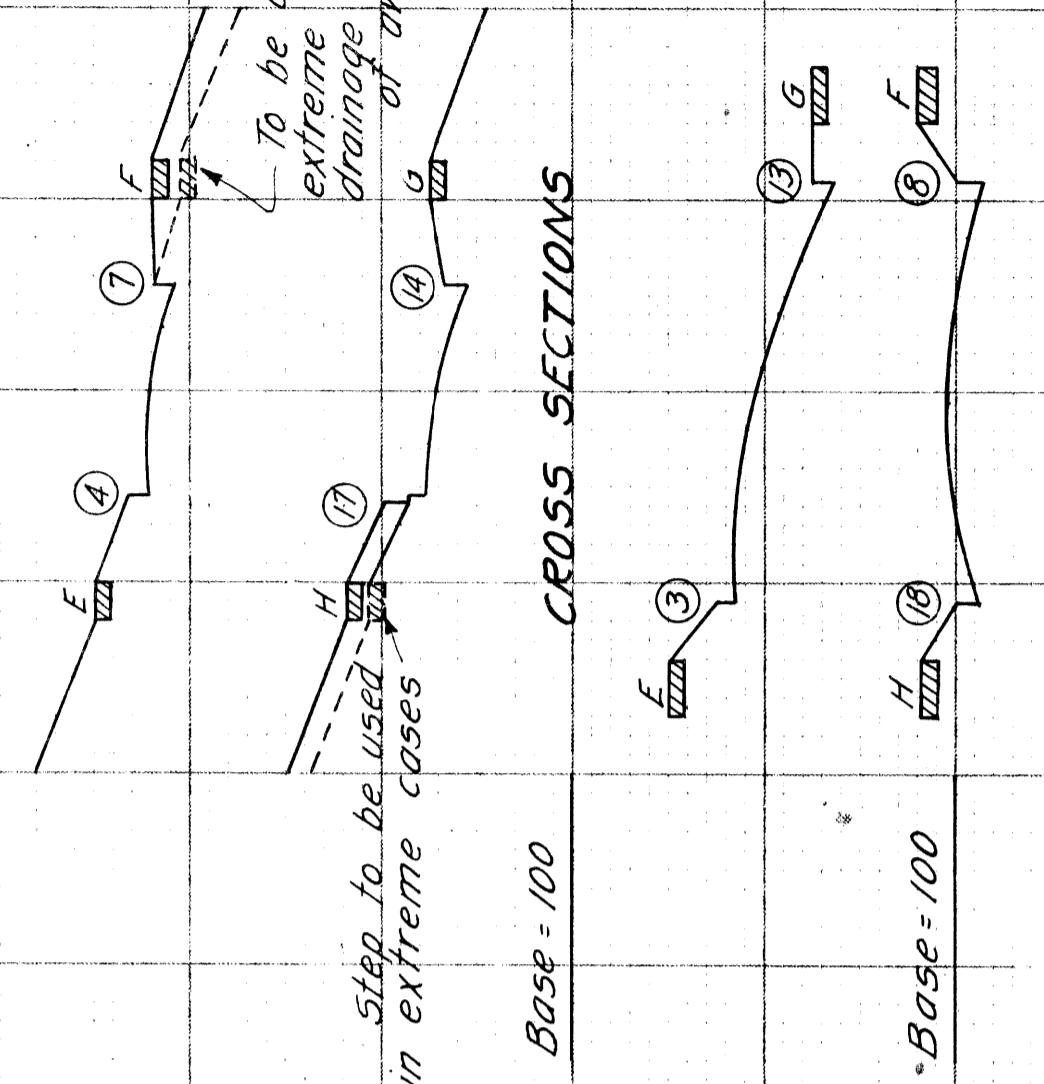 F
To be
extreme
drainage
of
7
4
E
G
14
17
H
Step to be used
in extreme cases
CROSS SECTIONS
Base = 100
G
13
3
E
F
8
18
H
Base = 100